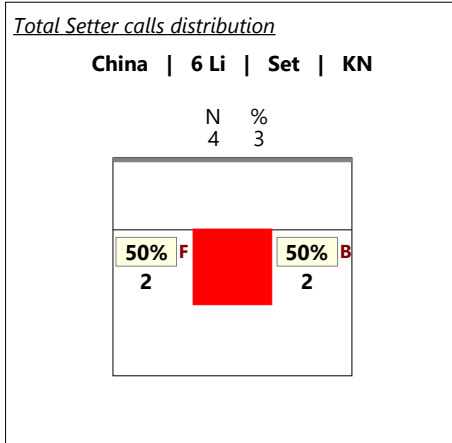 Total Setter calls distribution
China | 6 Li | Set | KN
N %
4 3
50% F 50% B
2 2